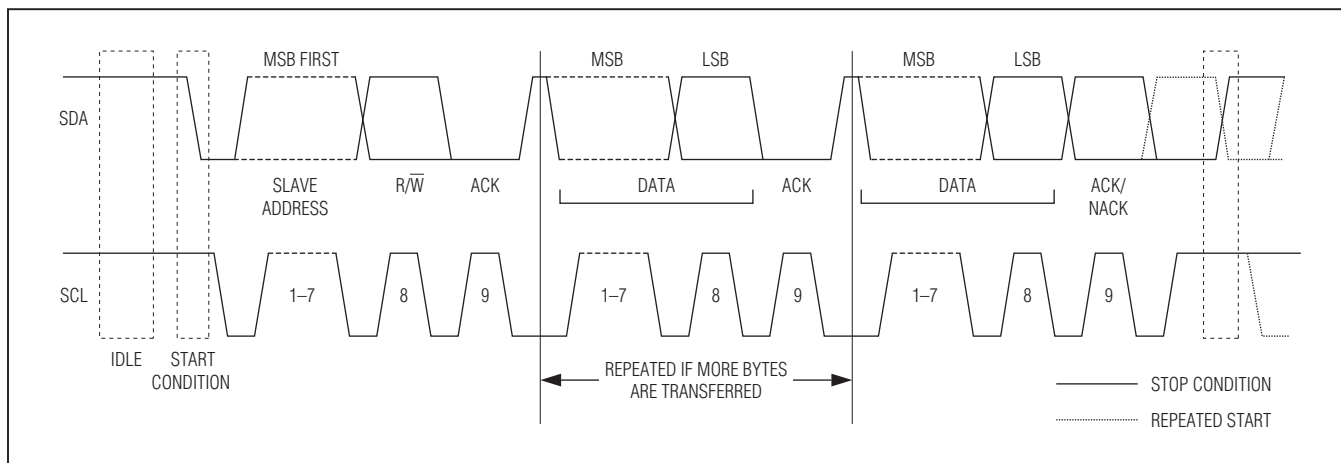 MSB FIRST
MSB
LSB
MSB
LSB
SDA
SLAVE
ADDRESS
R/W̅
ACK
DATA
ACK
DATA
ACK/
NACK
SCL
1–7
8
9
1–7
8
9
1–7
8
9
IDLE
START
CONDITION
REPEATED IF MORE BYTES
ARE TRANSFERRED
STOP CONDITION
REPEATED START